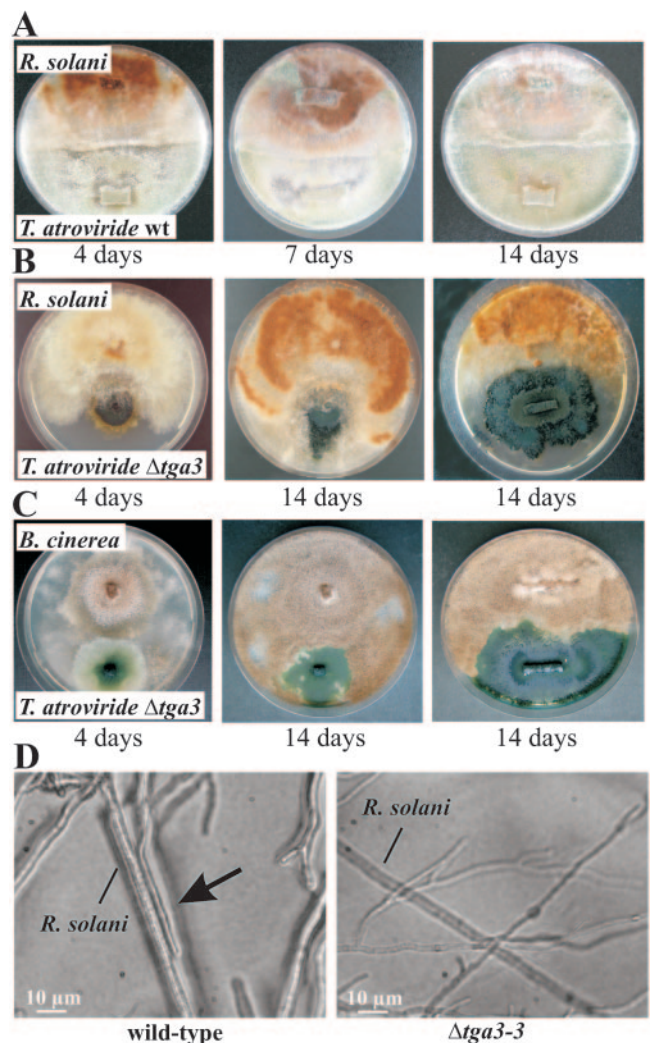 A
R. solani
T. atroviride wt
4 days
7 days
14 days
B
R. solani
T. atroviride Δtga3
4 days
14 days
14 days
C
B. cinerea
T. atroviride Δtga3
4 days
14 days
14 days
D
R. solani
R. solani
10 µm
10 µm
wild-type
Δtga3-3